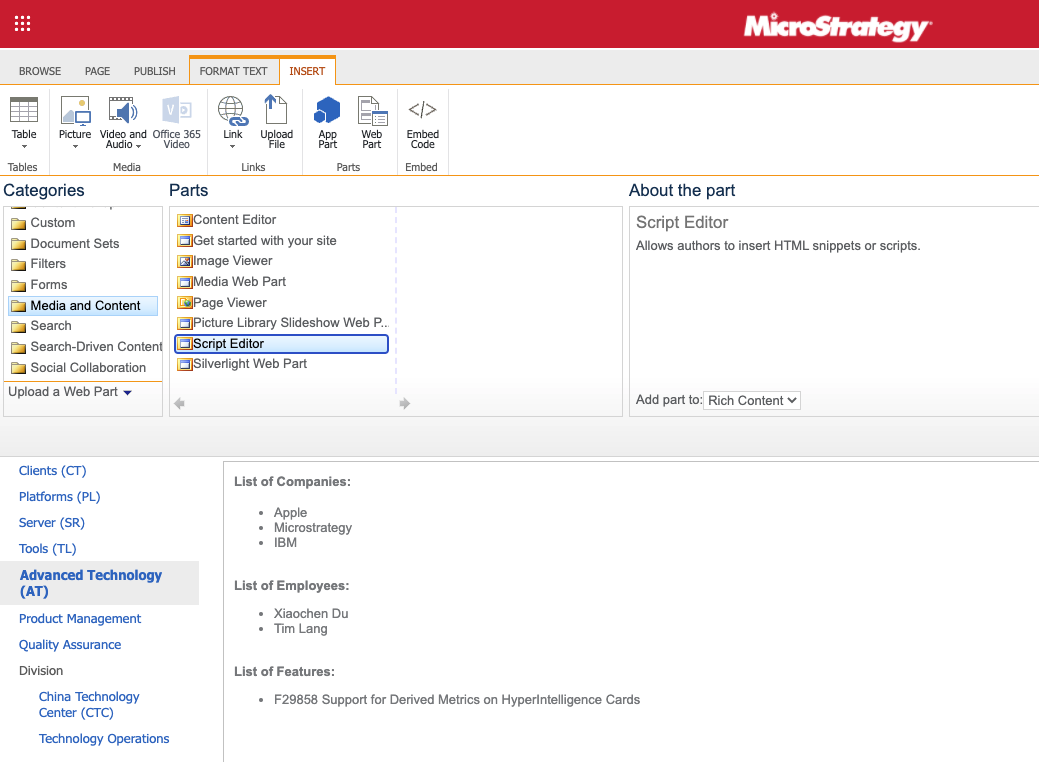 MicroStrategy
BROWSE PAGE PUBLISH FORMAT TEXT INSERT
Table
Picture
Video and Audio
Office 365 Video
Link
Upload File
App Part
Web Part
Embed Code
Tables Media Links Parts Embed
Categories
Custom
Document Sets
Filters
Forms
Media and Content
Search
Search-Driven Content
Social Collaboration
Upload a Web Part
Parts
Content Editor
Get started with your site
Image Viewer
Media Web Part
Page Viewer
Picture Library Slideshow Web P...
Script Editor
Silverlight Web Part
About the part
Script Editor
Allows authors to insert HTML snippets or scripts.
Add part to: Rich Content
Clients (CT)
Platforms (PL)
Server (SR)
Tools (TL)
Advanced Technology
(AT)
Product Management
Quality Assurance
Division
China Technology
Center (CTC)
Technology Operations
List of Companies:
Apple
Microstrategy
IBM
List of Employees:
Xiaochen Du
Tim Lang
List of Features:
F29858 Support for Derived Metrics on HyperIntelligence Cards